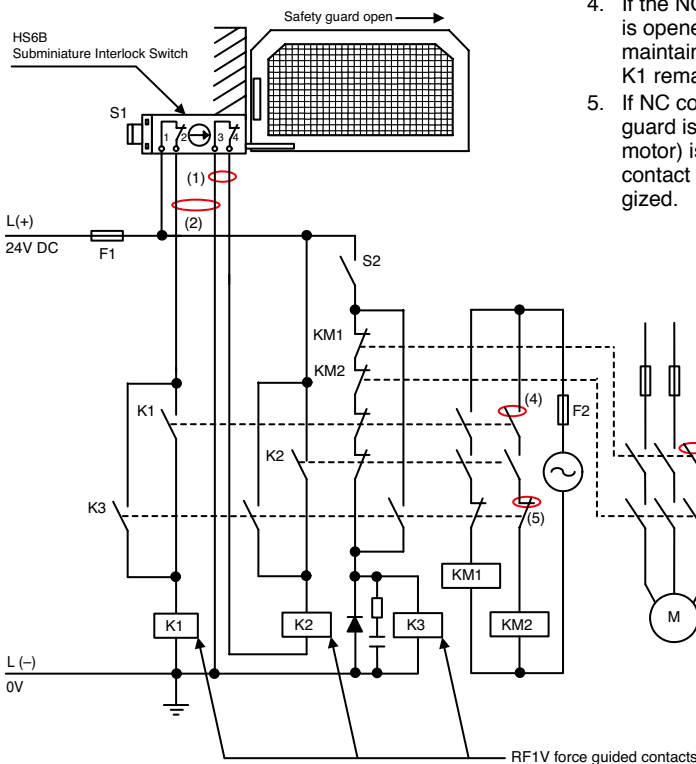 Safety guard open
HS6B
Subminiature Interlock Switch
S1
1 2 3 4
(1)
(2)
L(+)
24V DC
F1
S2
KM1
KM2
K1
(4)
F2
K2
K3
(5)
KM1
K1
K2
K3
KM2
M
L (–)
0V
RF1V force guided contacts
4. If the NC
is opene
maintain
K1 rema
5. If NC co
guard is
motor) is
contact
gized.